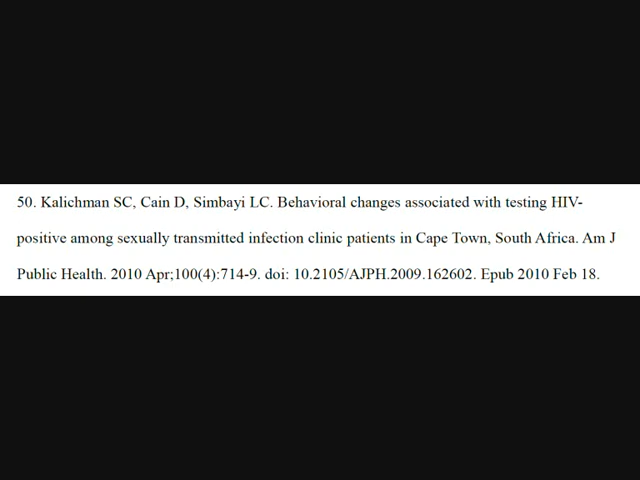 50. Kalichman SC, Cain D, Simbayi LC. Behavioral changes associated with testing HIV-
positive among sexually transmitted infection clinic patients in Cape Town, South Africa. Am J
Public Health. 2010 Apr;100(4):714-9. doi: 10.2105/AJPH.2009.162602. Epub 2010 Feb 18.